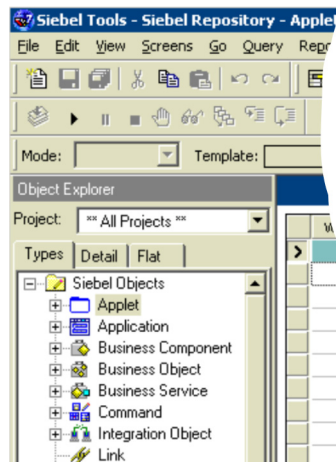 Siebel Tools - Siebel Repository - Applet
File Edit View Screens Go Query Repo
Mode: Template:
Object Explorer
Project: ** All Projects **
Types Detail Flat
Siebel Objects
Applet
Application
Business Component
Business Object
Business Service
Command
Integration Object
Link